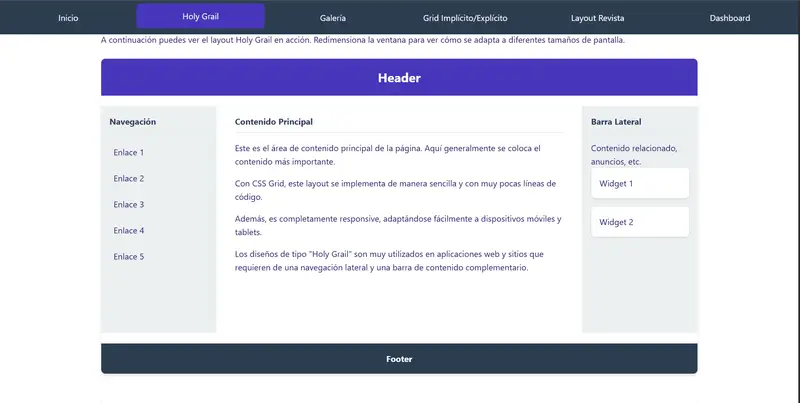 Inicio
Holy Grail
Galería
Grid Implícito/Explícito
Layout Revista
Dashboard
A continuación puedes ver el layout Holy Grail en acción. Redimensiona la ventana para ver cómo se adapta a diferentes tamaños de pantalla.
Header
Navegación
Enlace 1
Enlace 2
Enlace 3
Enlace 4
Enlace 5
Contenido Principal
Este es el área de contenido principal de la página. Aquí generalmente se coloca el
contenido más importante.
Con CSS Grid, este layout se implementa de manera sencilla y con muy pocas líneas de
código.
Además, es completamente responsive, adaptándose fácilmente a dispositivos móviles y
tablets.
Los diseños de tipo "Holy Grail" son muy utilizados en aplicaciones web y sitios que
requieren de una navegación lateral y una barra de contenido complementario.
Barra Lateral
Contenido relacionado,
anuncios, etc.
Widget 1
Widget 2
Footer